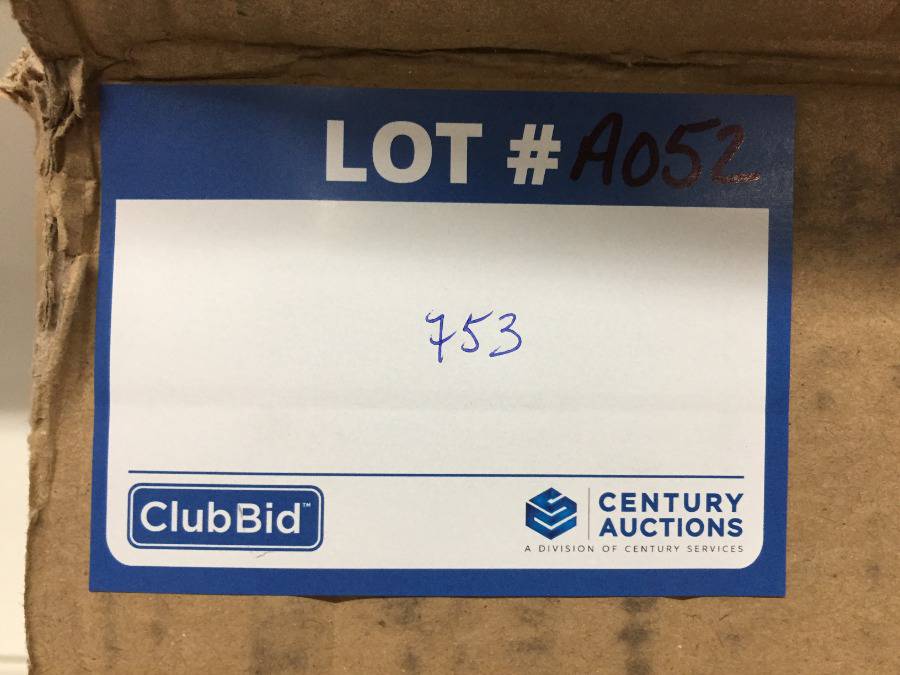 LOT # A052
753
ClubBid™
CENTURY
AUCTIONS
A DIVISION OF CENTURY SERVICES